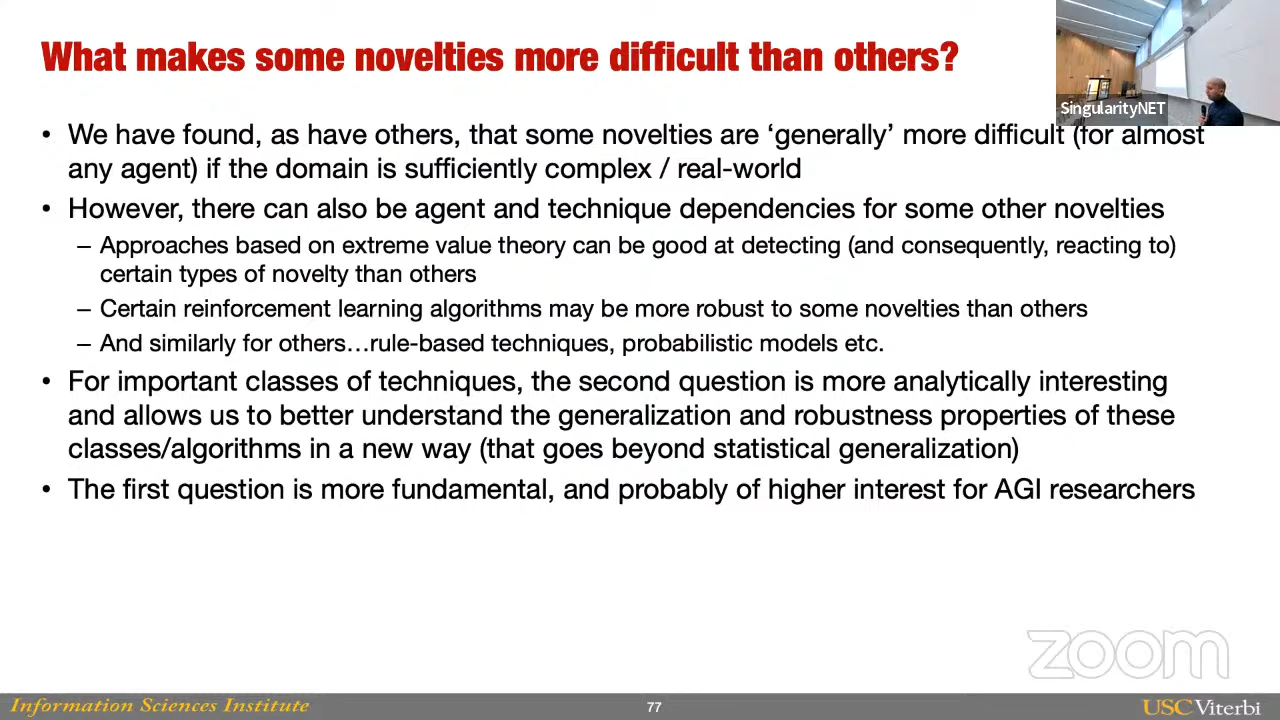 What makes some novelties more difficult than others?
SingularityNET
• We have found, as have others, that some novelties are ‘generally’ more difficult (for almost
any agent) if the domain is sufficiently complex / real-world
• However, there can also be agent and technique dependencies for some other novelties
– Approaches based on extreme value theory can be good at detecting (and consequently, reacting to)
certain types of novelty than others
– Certain reinforcement learning algorithms may be more robust to some novelties than others
– And similarly for others…rule-based techniques, probabilistic models etc.
• For important classes of techniques, the second question is more analytically interesting
and allows us to better understand the generalization and robustness properties of these
classes/algorithms in a new way (that goes beyond statistical generalization)
• The first question is more fundamental, and probably of higher interest for AGI researchers
zoom
Information Sciences Institute
77
USC Viterbi